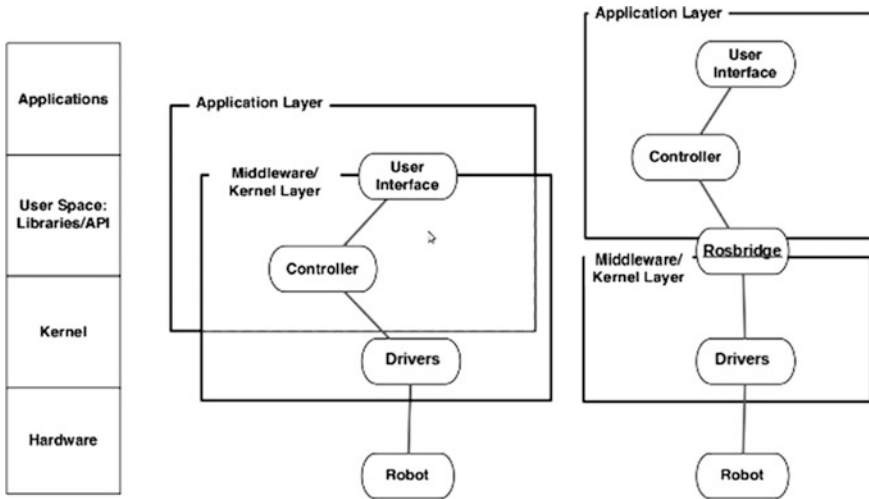 Applications
User Space:
Libraries/API
Kernel
Hardware
Application Layer
Middleware/
Kernel Layer
User
Interface
Controller
Drivers
Robot
Application Layer
User
Interface
Controller
Rosbridge
Middleware/
Kernel Layer
Drivers
Robot